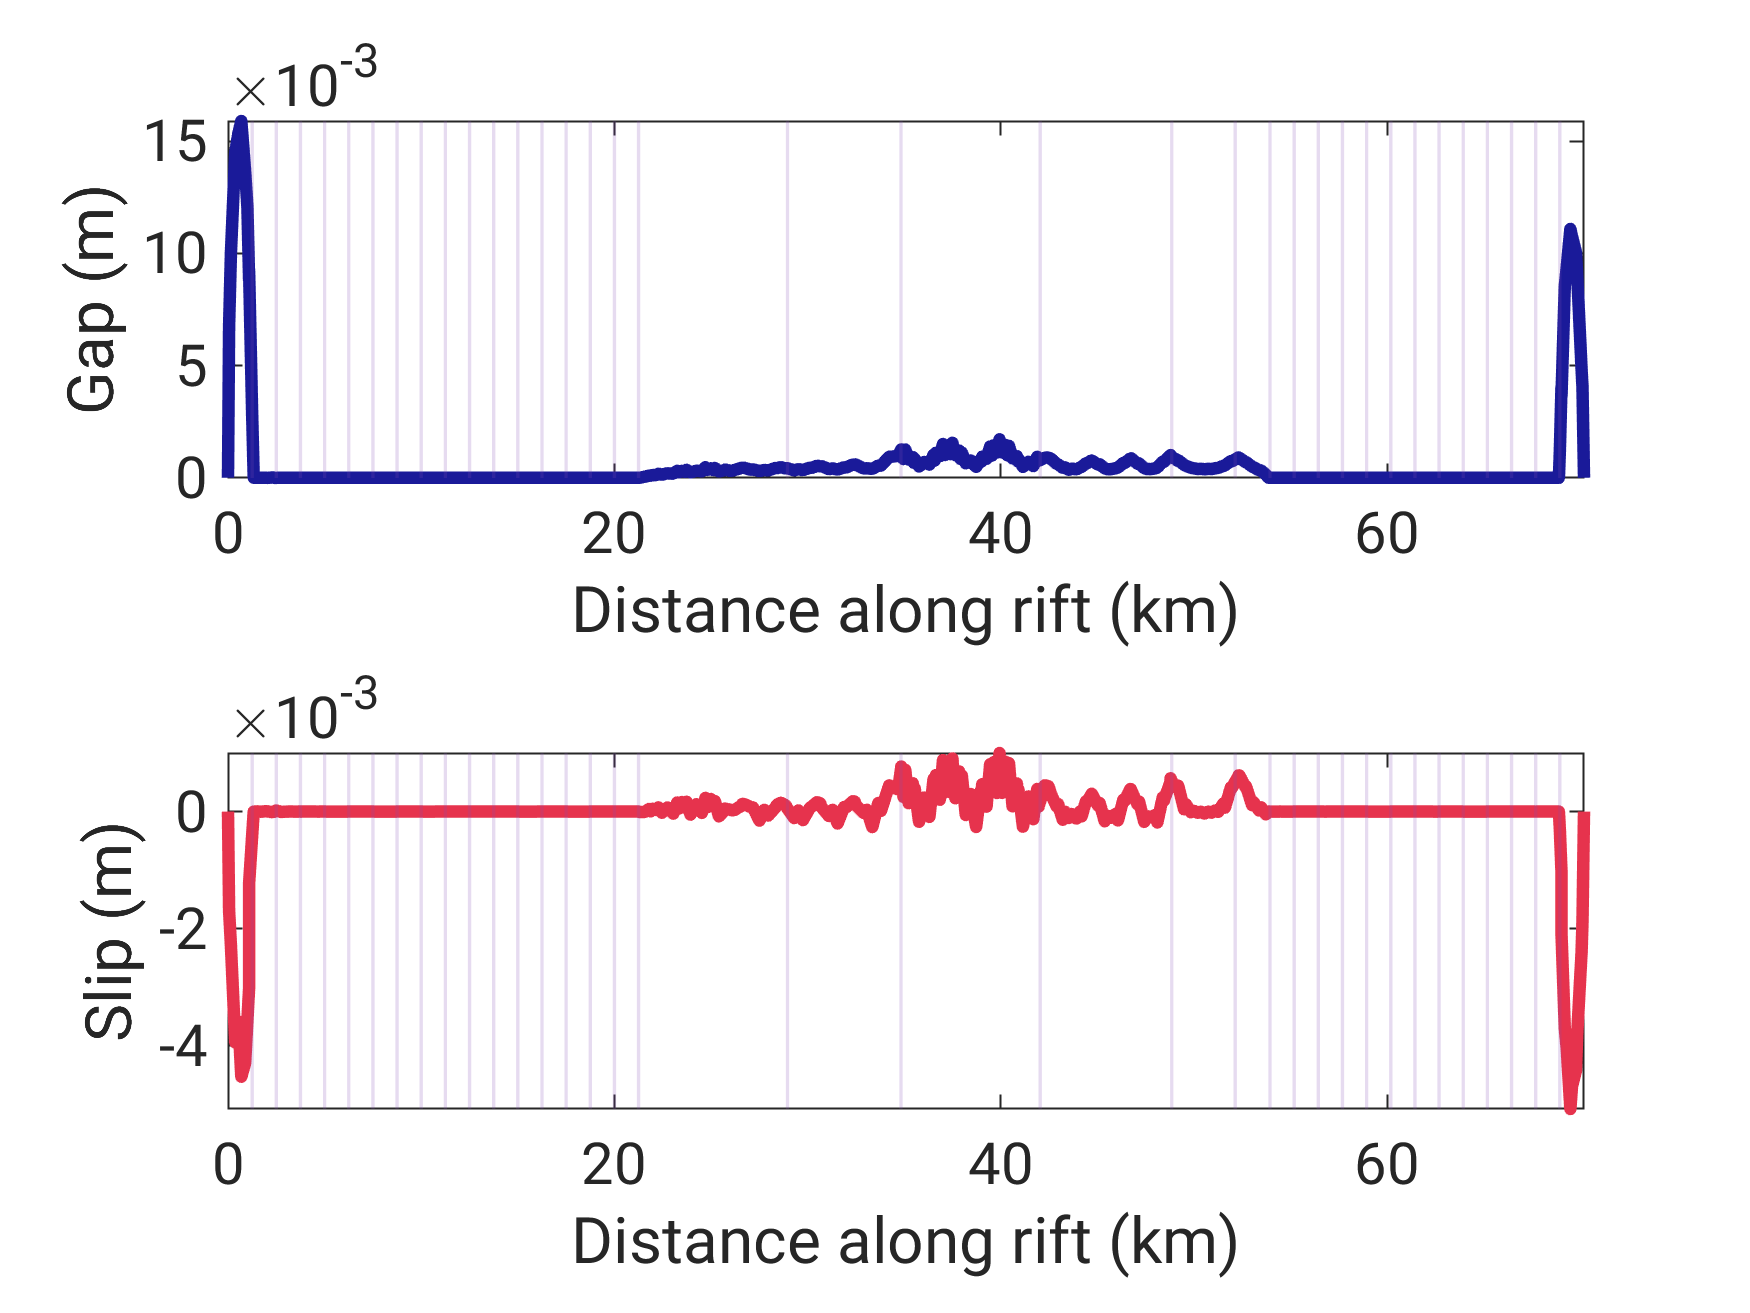 ×10-3
15
10
5
0
Gap (m)
0 20 40 60
Distance along rift (km)
×10-3
0
-2
-4
Slip (m)
0 20 40 60
Distance along rift (km)